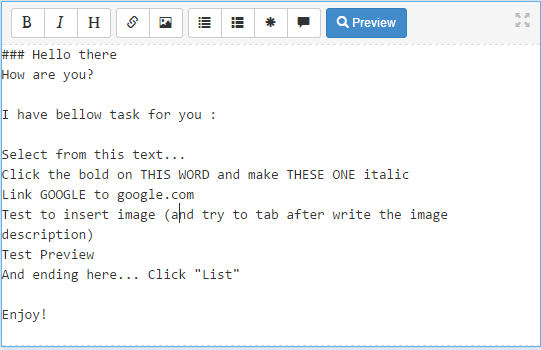 B I H Preview
### Hello there
How are you?
I have bellow task for you :
Select from this text...
Click the bold on THIS WORD and make THESE ONE italic
Link GOOGLE to google.com
Test to insert image (and try to tab after write the image
description)
Test Preview
And ending here... Click "List"
Enjoy!